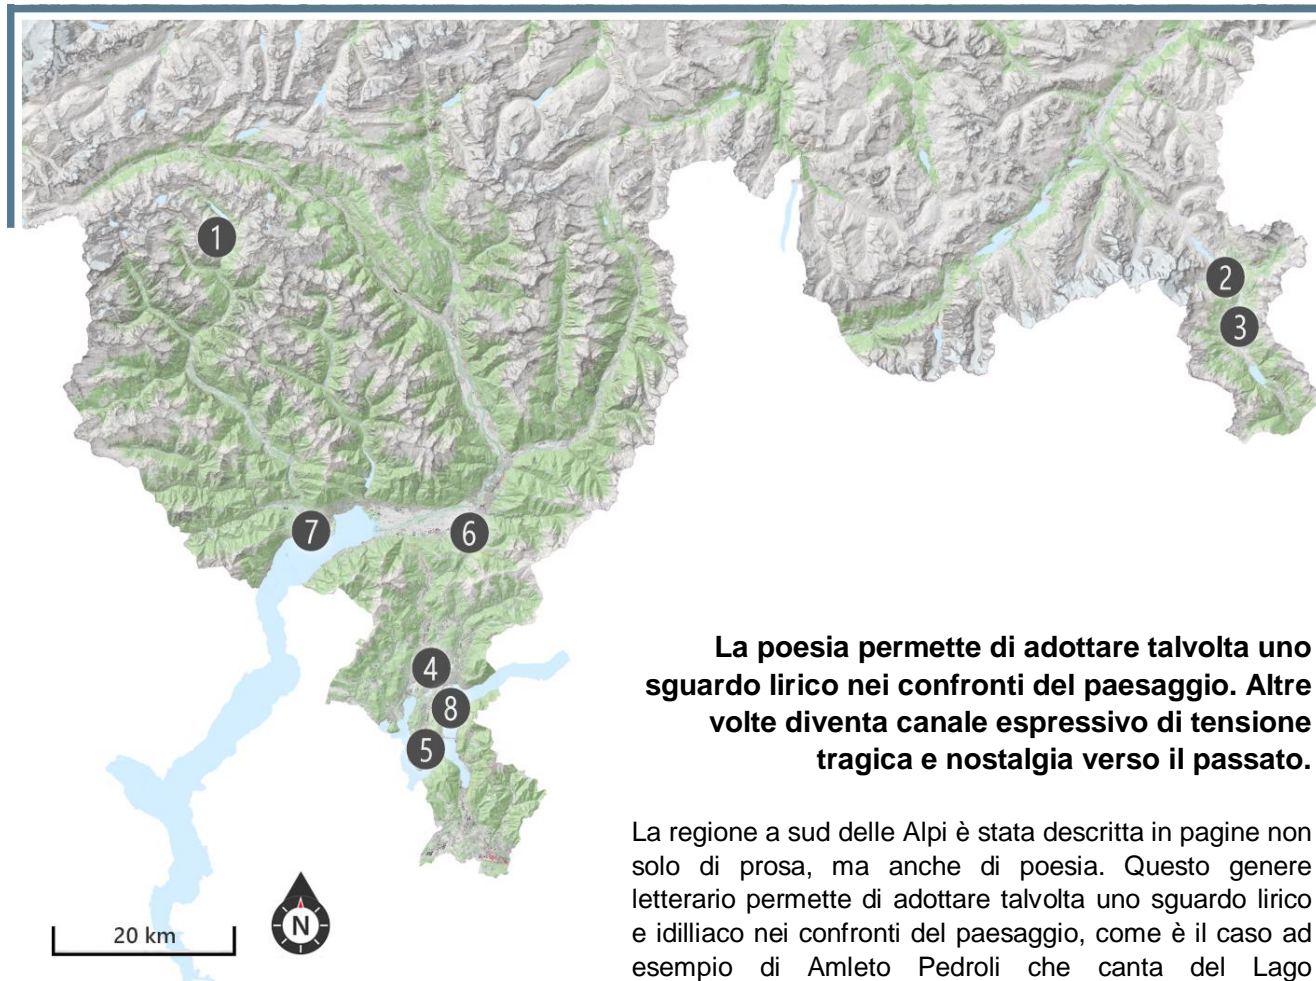 1
2
3
7
6
4
8
5
La poesia permette di adottare talvolta uno
sguardo lirico nei confronti del paesaggio. Altre
volte diventa canale espressivo di tensione
tragica e nostalgia verso il passato.
La regione a sud delle Alpi è stata descritta in pagine non
solo di prosa, ma anche di poesia. Questo genere
letterario permette di adottare talvolta uno sguardo lirico
e idilliaco nei confronti del paesaggio, come è il caso ad
esempio di Amleto Pedroli che canta del Lago
20 km
N